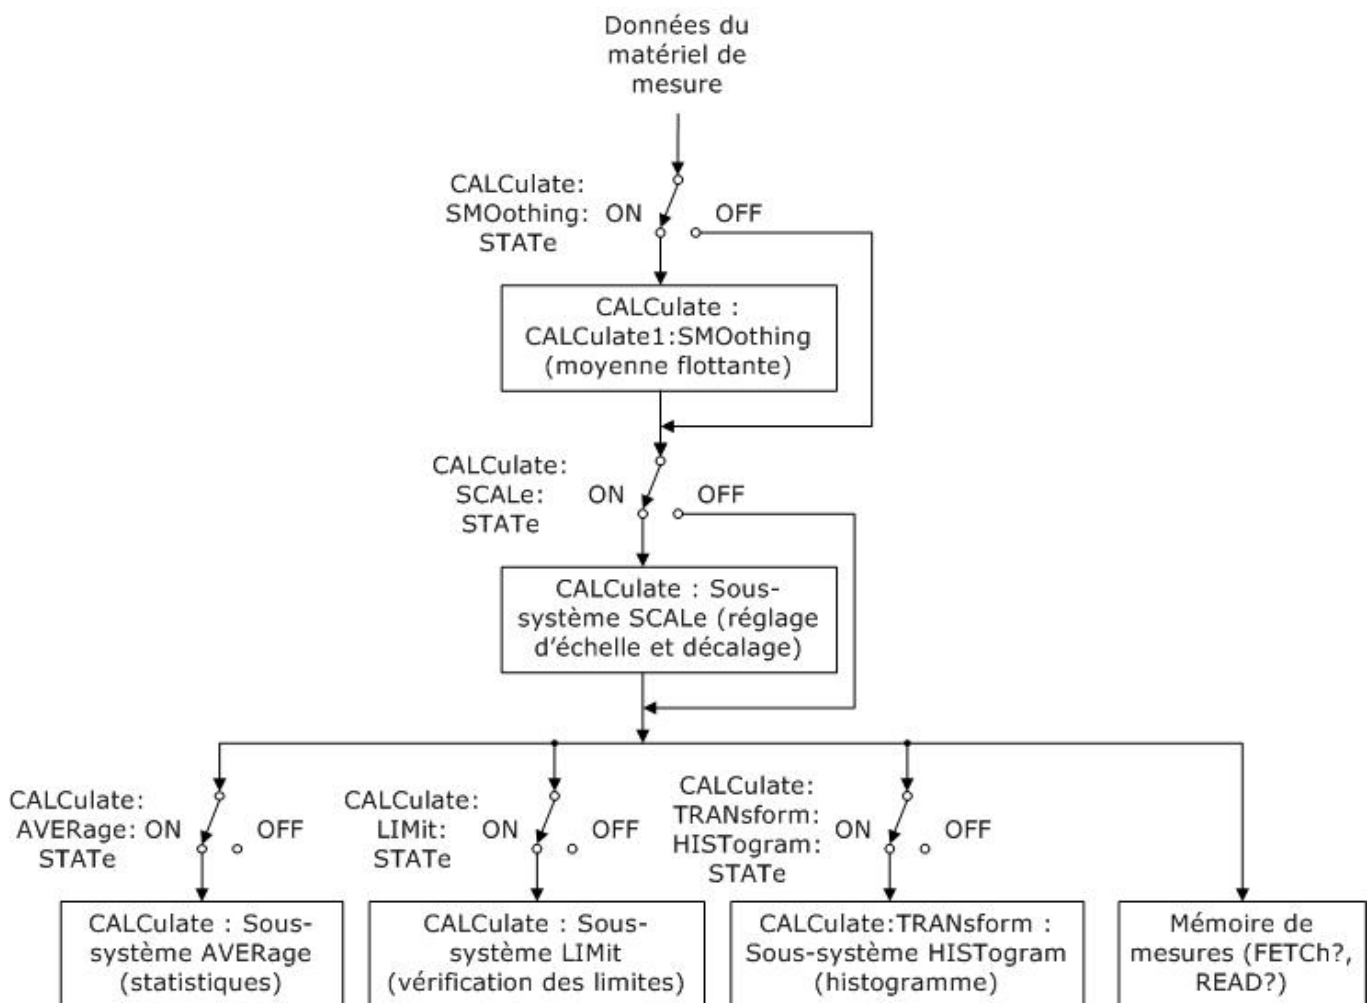 Données du
matériel de
mesure
CALCulate:
SMOothing: ON OFF
STATe
CALCulate :
CALCulate1:SMOothing
(moyenne flottante)
CALCulate:
SCALe: ON OFF
STATe
CALCulate : Sous-
système SCALe (réglage
d'échelle et décalage)
CALCulate:
AVERage: ON OFF
STATe
CALCulate:
LIMit: ON OFF
STATe
CALCulate:
TRANsform:
HISTogram: ON OFF
STATe
CALCulate : Sous-
système AVERage
(statistiques)
CALCulate : Sous-
système LIMit
(vérification des limites)
CALCulate:TRANsform :
Sous-système HISTogram
(histogramme)
Mémoire de
mesures (FETCh?,
READ?)